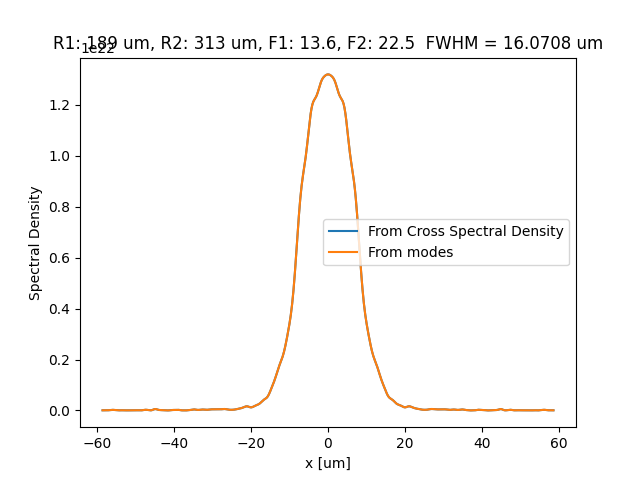 R1: 189 um, R2: 313 um, F1: 13.6, F2: 22.5  FWHM = 16.0708 um
1e22
1.2
1.0
0.8
0.6
0.4
0.2
0.0
Spectral Density
From Cross Spectral Density
From modes
−60 −40 −20 0 20 40 60
x [um]